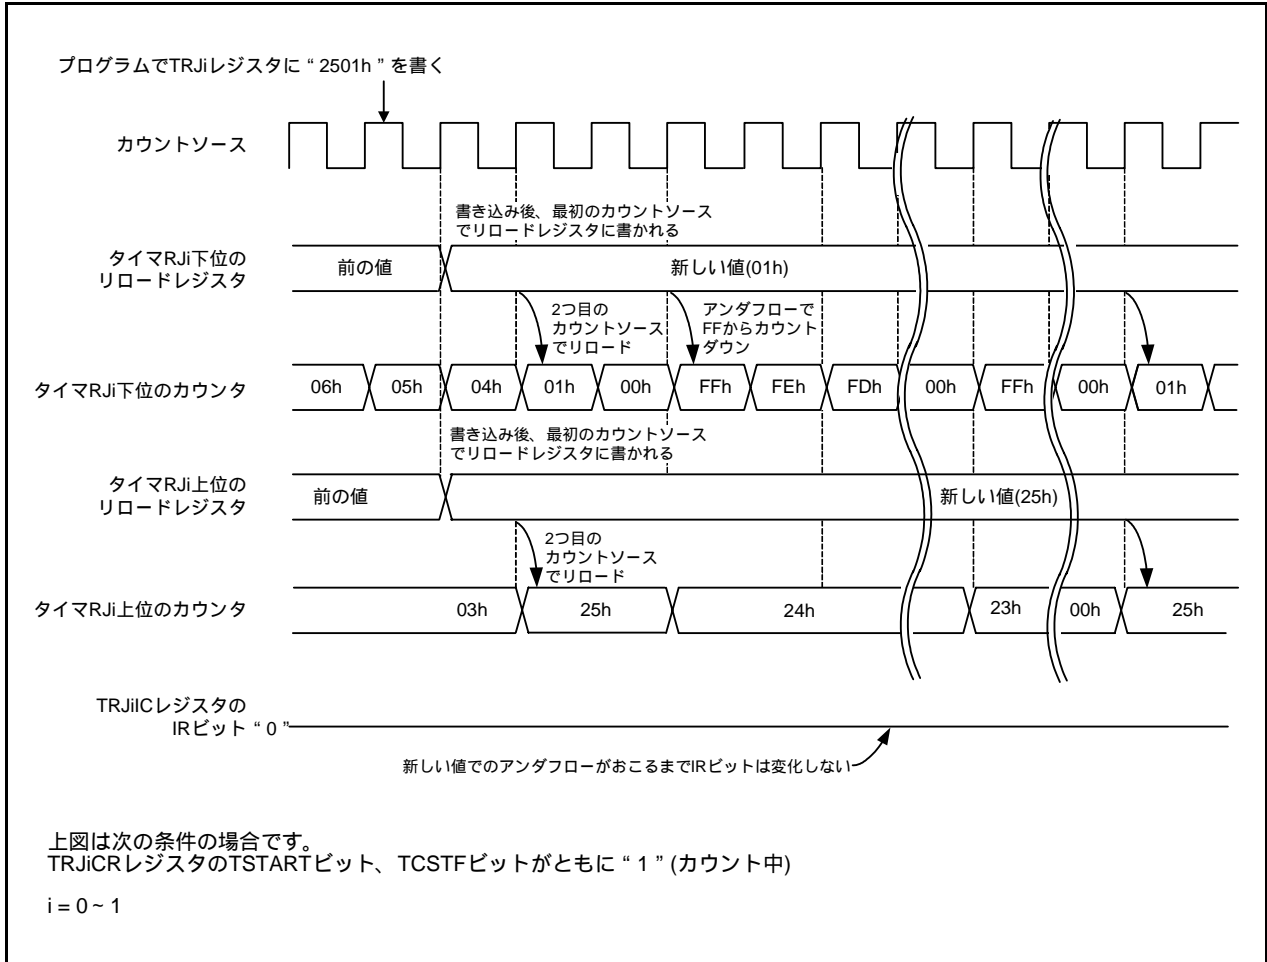 プログラムでTRJiレジスタに“2501h”を書く
カウントソース
書き込み後、最初のカウントソース
でリロードレジスタに書かれる
タイマRJi下位の
リロードレジスタ
前の値
新しい値(01h)
2つ目の
カウントソース
でリロード
アンダフローで
FFからカウント
ダウン
タイマRJi下位のカウンタ
06h 05h 04h 01h 00h FFh FEh FDh 00h FFh 00h 01h
書き込み後、最初のカウントソース
でリロードレジスタに書かれる
タイマRJi上位の
リロードレジスタ
前の値
新しい値(25h)
2つ目の
カウントソース
でリロード
タイマRJi上位のカウンタ
03h 25h 24h 23h 00h 25h
TRJiICレジスタの
IRビット“0”
新しい値でのアンダフローがおこるまでIRビットは変化しない
上図は次の条件の場合です。
TRJiCRレジスタのTSTARTビット、TCSTFビットがともに“1”(カウント中)
i = 0 ~ 1